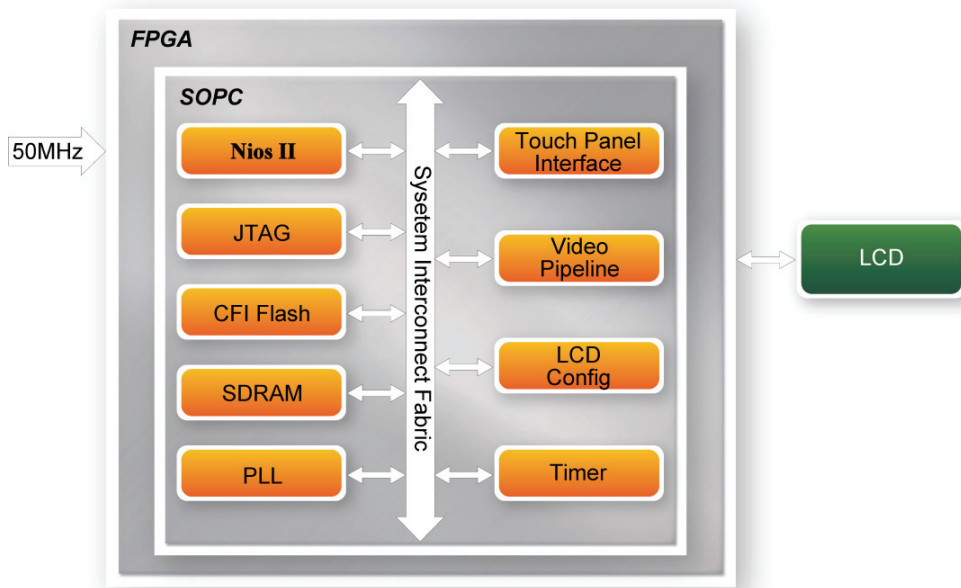 FPGA
SOPC
50MHz
Nios II
JTAG
CFI Flash
SDRAM
PLL
Sysetem Interconnect Fabric
Touch Panel
Interface
Video
Pipeline
LCD
Config
Timer
LCD